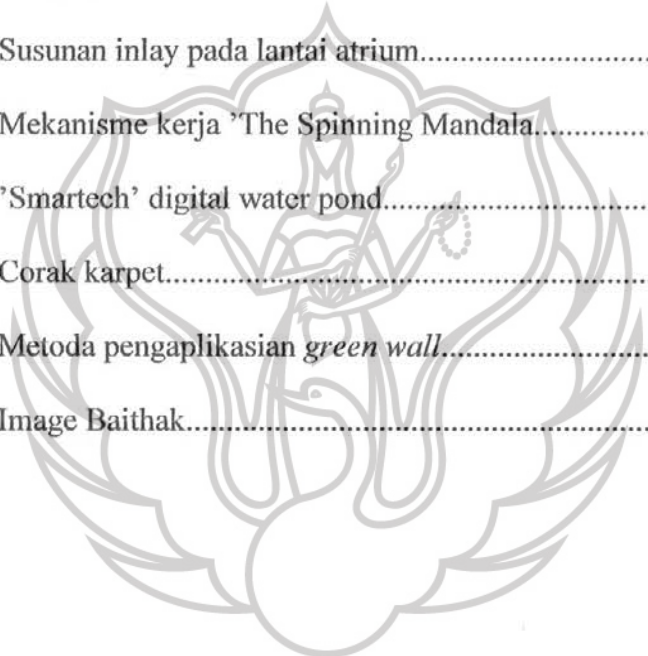 Susunan inlay pada lantai atrium................................
Mekanisme kerja ’The Spinning Mandala................
’Smartech’ digital water pond....................................
Corak karpet.................................................................
Metoda pengaplikasian green wall............................
Image Baithak..............................................................